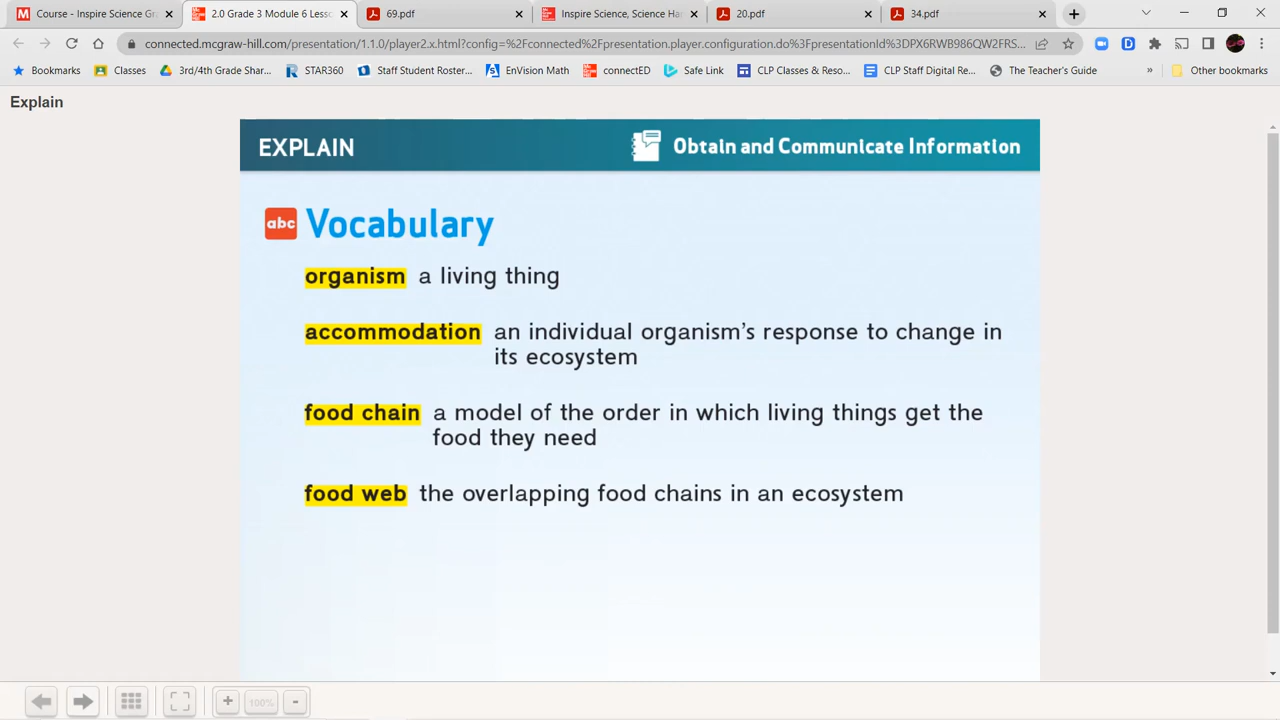 Course - Inspire Science Gr
2.0 Grade 3 Module 6 Less
69.pdf
Inspire Science, Science Ha
20.pdf
34.pdf
connected.mcgraw-hill.com/presentation/1.1.0/player2.x.html?config=%2Fconnected%2Fpresentation.player.configuration.do%3FpresentationId%3DPX6RWB986QW2FRS...
Bookmarks
Classes
3rd/4th Grade Shar...
STAR360
Staff Student Roster...
EnVision Math
connectED
Safe Link
CLP Classes & Reso...
CLP Staff Digital Re...
The Teacher's Guide
»
Other bookmarks
Explain
EXPLAIN
Obtain and Communicate Information
abc Vocabulary
organism a living thing
accommodation an individual organism's response to change in
its ecosystem
food chain a model of the order in which living things get the
food they need
food web the overlapping food chains in an ecosystem
+ 100% -